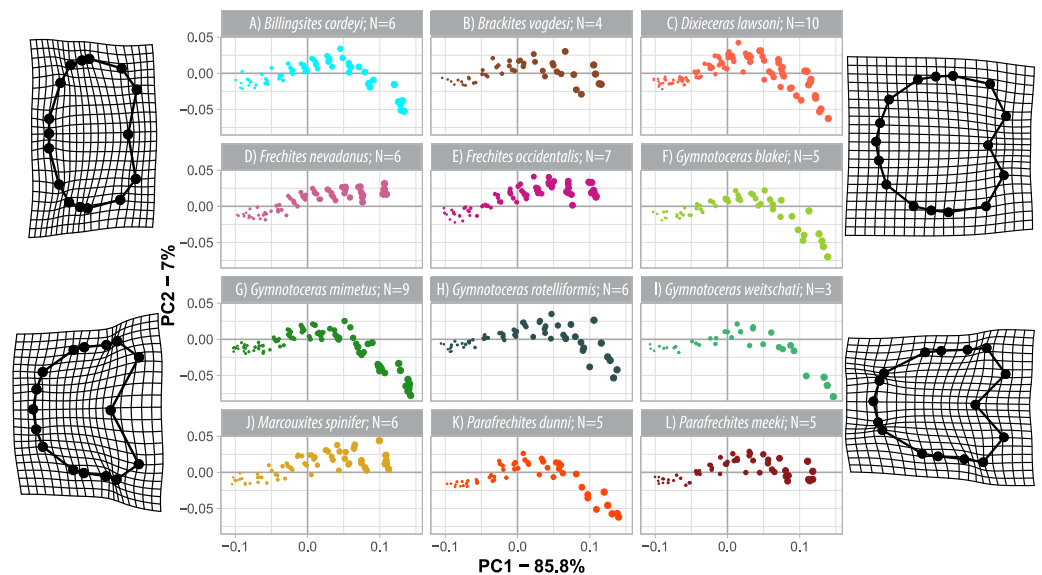 A) Billingsites cordeyi; N=6
B) Brackites vogdesi; N=4
C) Dixieceras lawsoni; N=10
0.05
0.00
−0.05
D) Frechites nevadanus; N=6
E) Frechites occidentalis; N=7
F) Gymnotoceras blakei; N=5
0.05
0.00
−0.05
PC2 − 7%
G) Gymnotoceras mimetus; N=9
H) Gymnotoceras rotelliformis; N=6
I) Gymnotoceras weitschati; N=3
0.05
0.00
−0.05
J) Marcouxites spinifer; N=6
K) Parafrechites dunni; N=5
L) Parafrechites meeki; N=5
0.05
0.00
−0.05
−0.1 0.0 0.1 −0.1 0.0 0.1 −0.1 0.0 0.1
PC1 − 85,8%